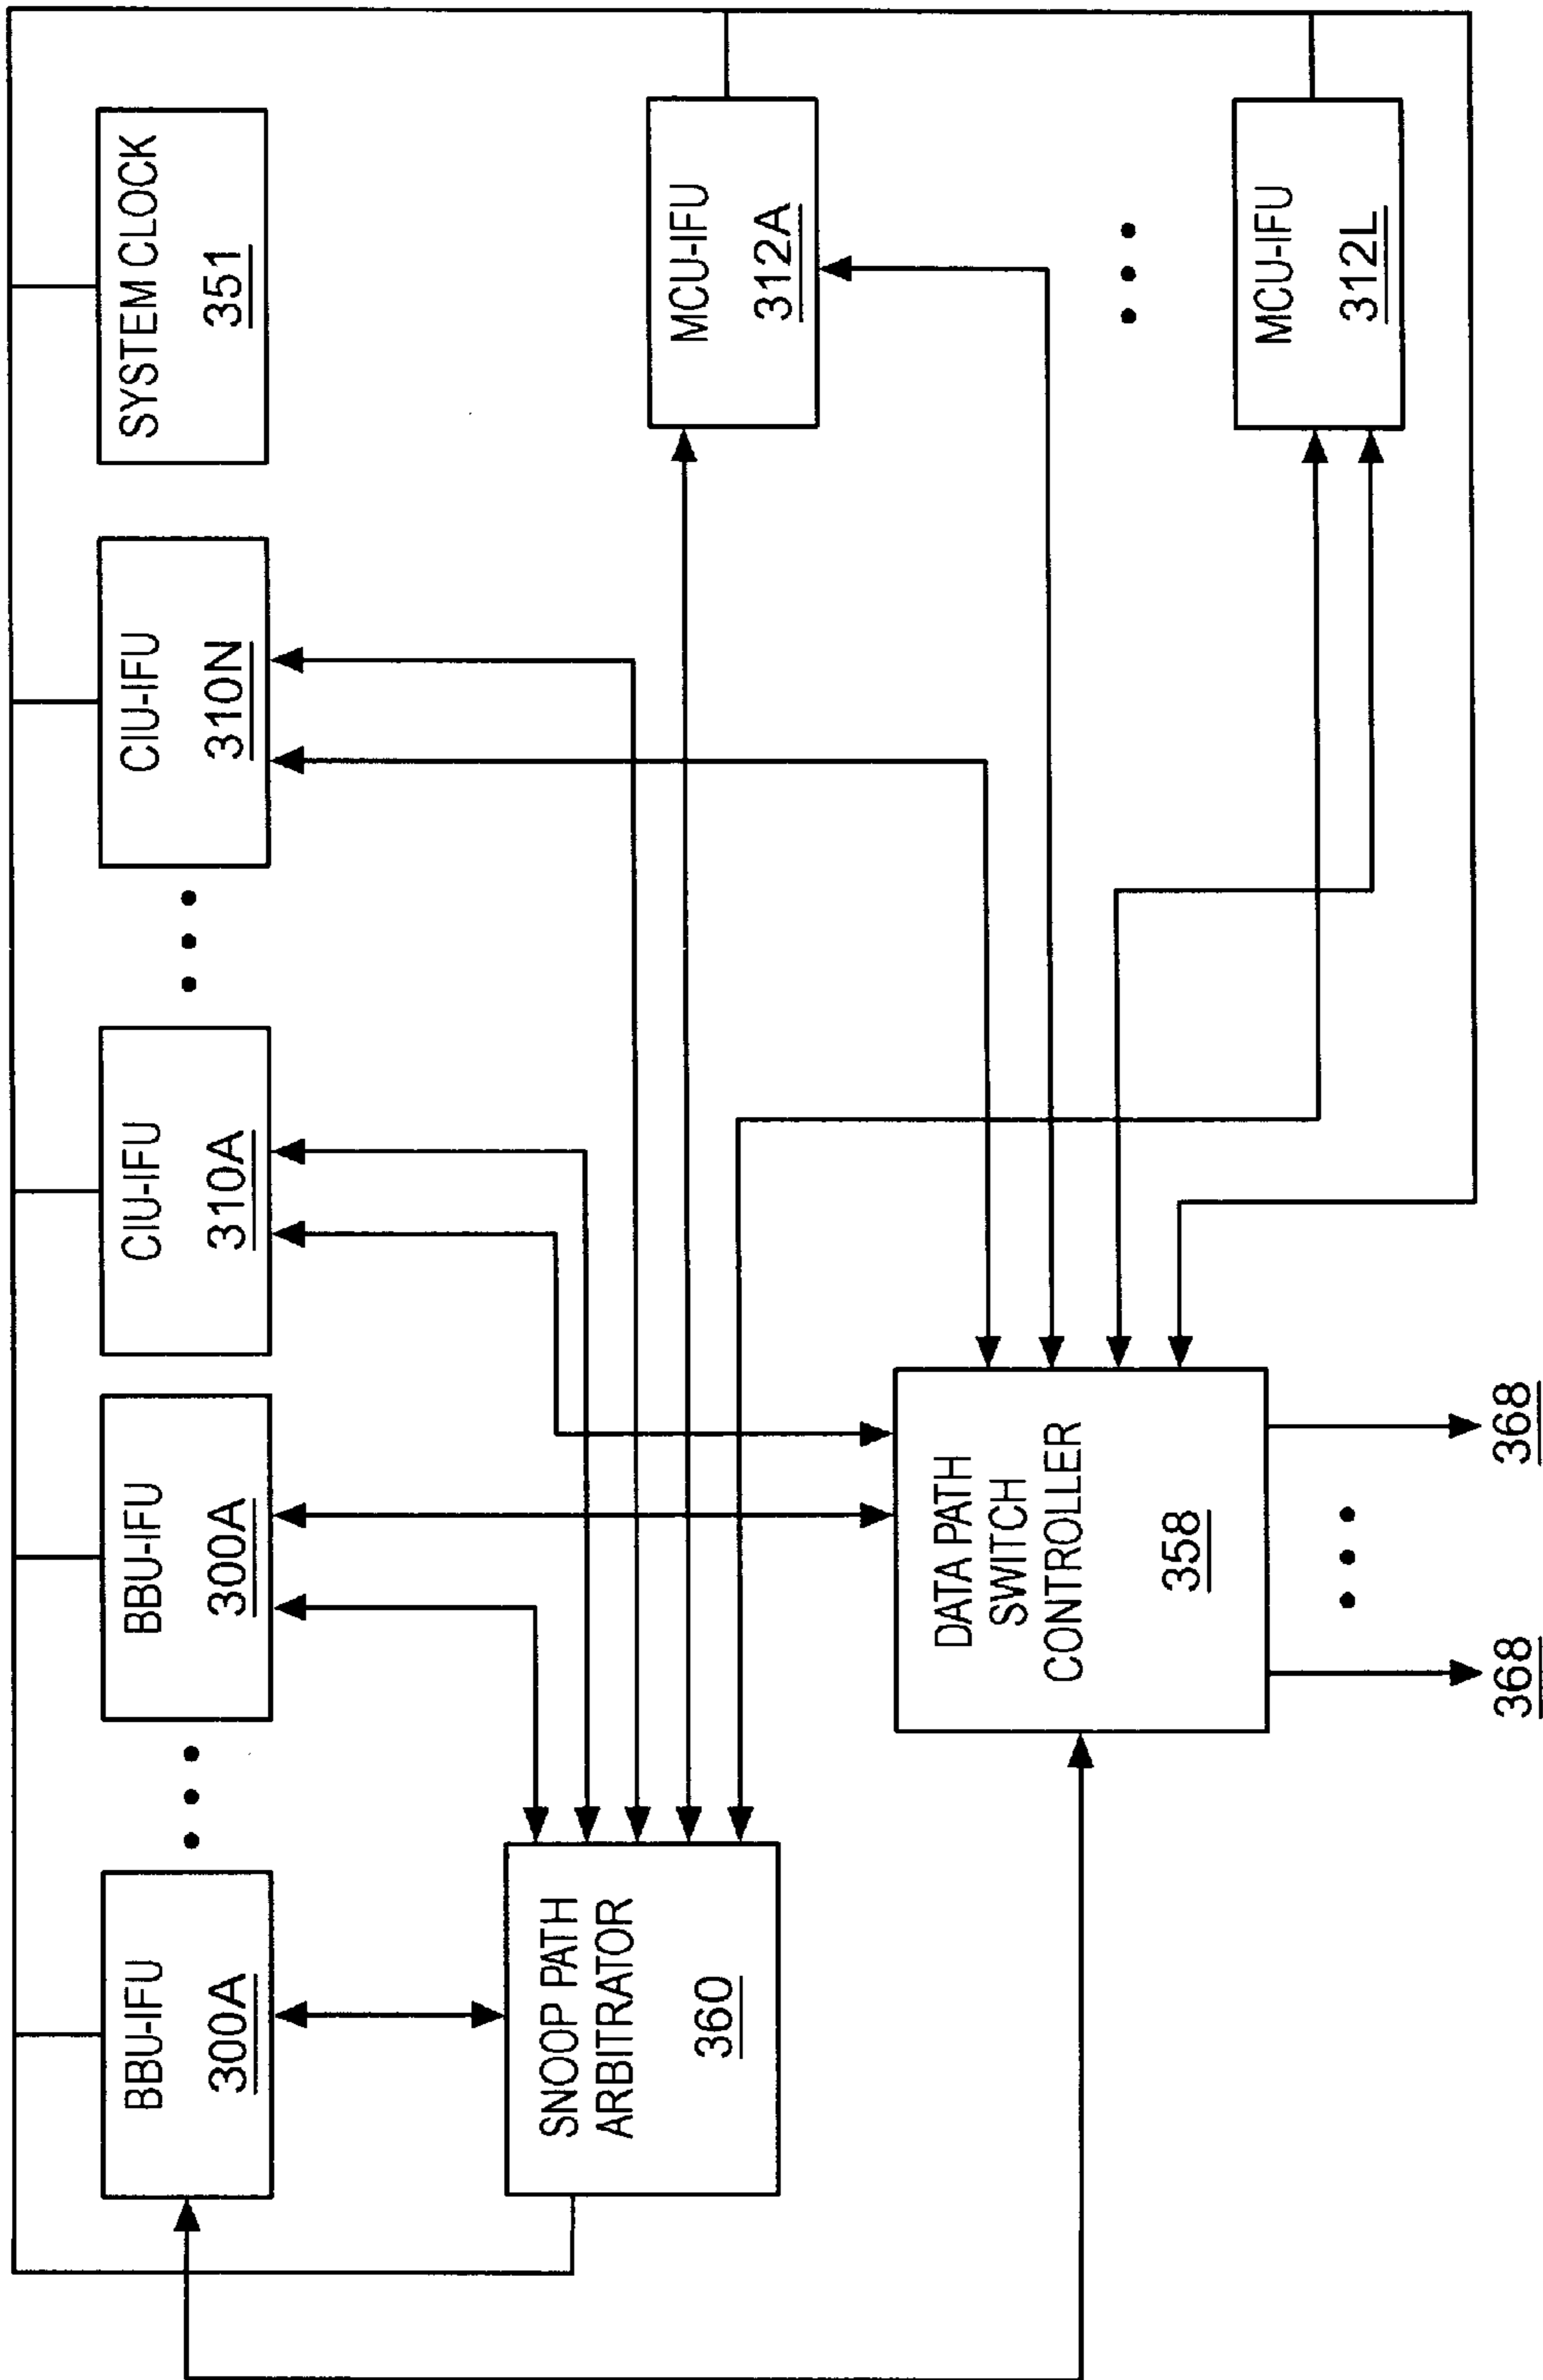 BBU-IFU
300A
BBU-IFU
300A
CIU-IFU
310A
CIU-IFU
310N
SYSTEM CLOCK
351
SNOOP PATH
ARBITRATOR
360
MCU-IFU
312A
DATA PATH
SWITCH
CONTROLLER
358
MCU-IFU
312L
368
368